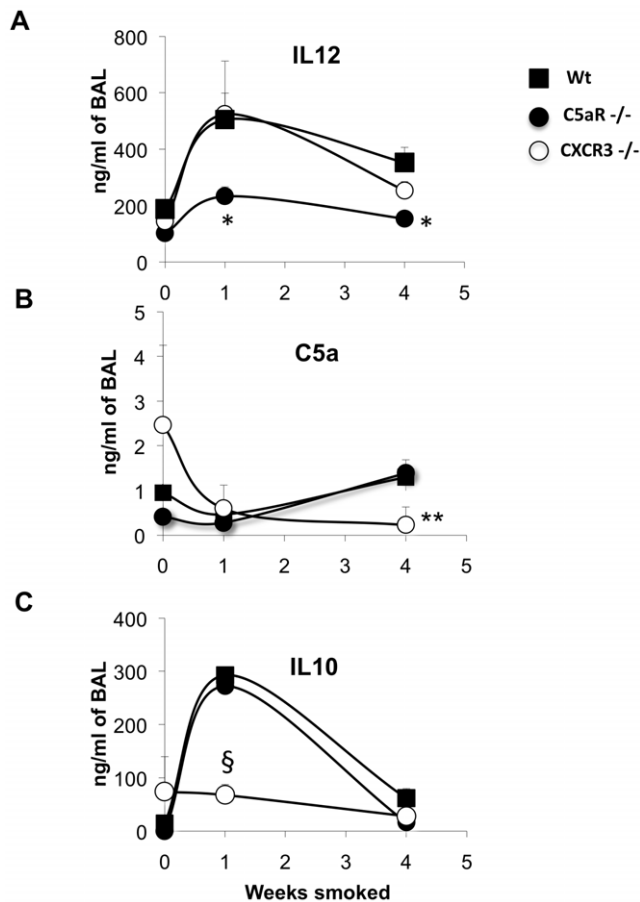 A
IL12
ng/ml of BAL
800
600
400
200
0
0 1 2 3 4 5
*
*
Wt
C5aR -/-
CXCR3 -/-
B
C5a
ng/ml of BAL
5
4
3
2
1
0
0 1 2 3 4 5
**
C
IL10
ng/ml of BAL
400
300
200
100
0
0 1 2 3 4 5
§
Weeks smoked